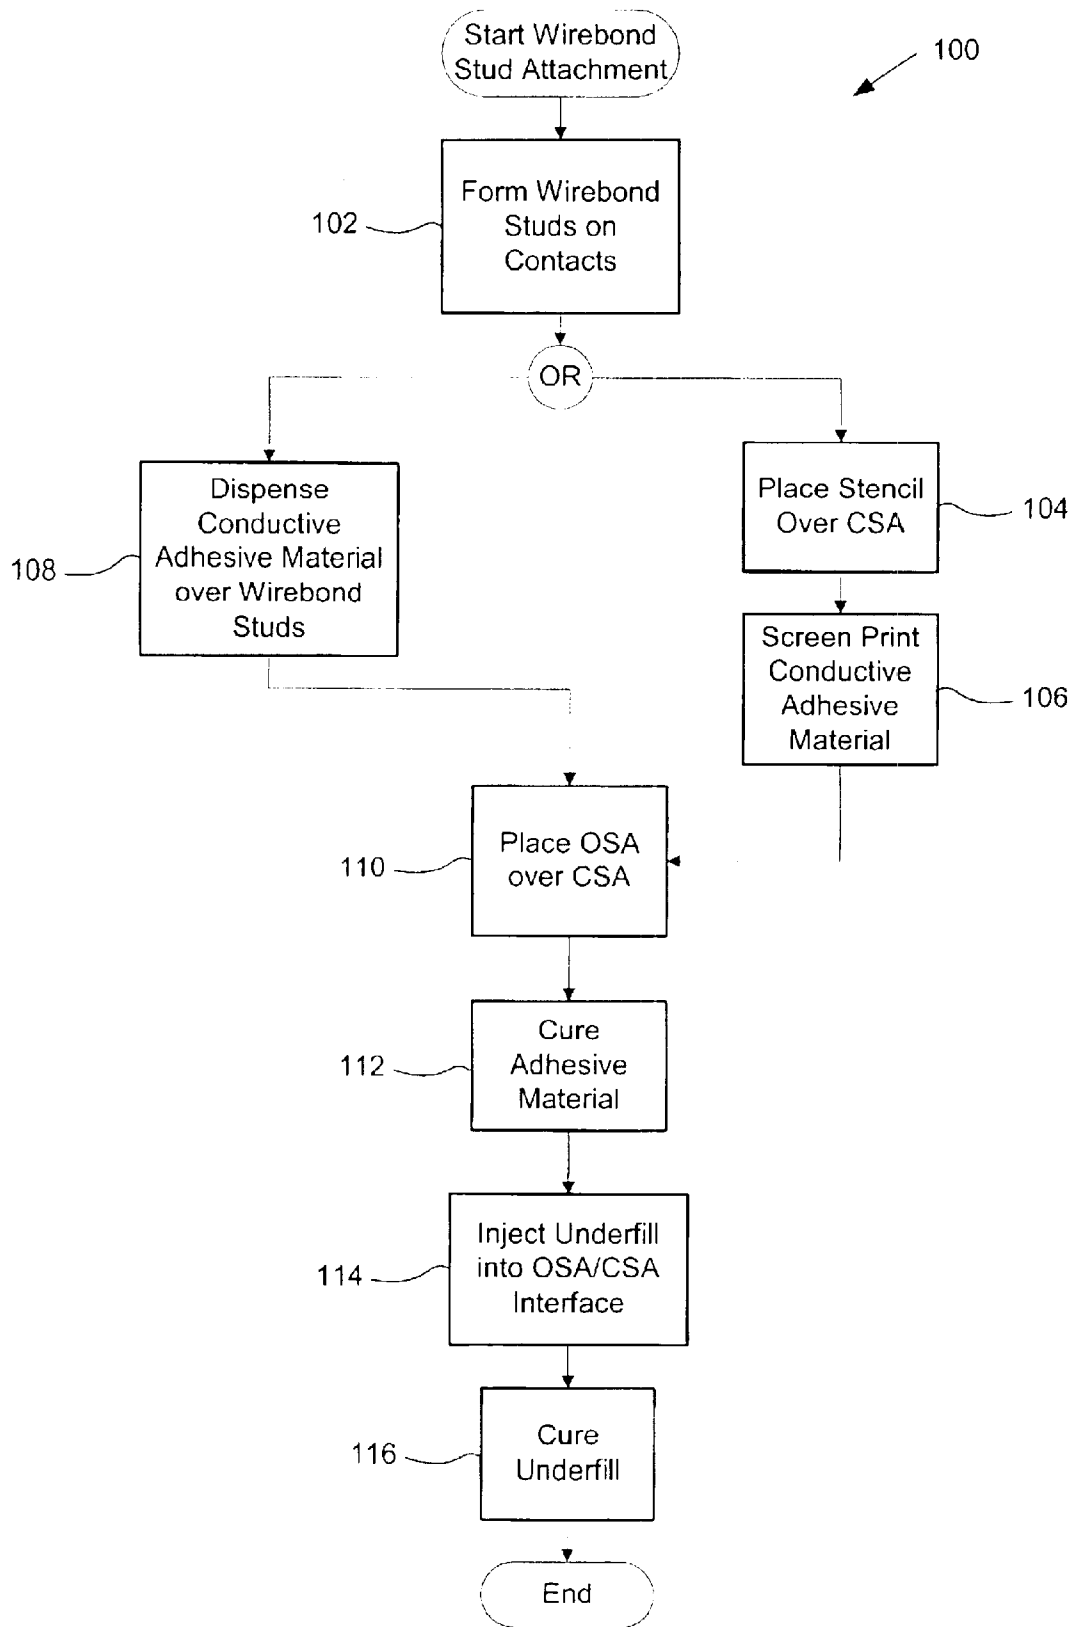 Start Wirebond
Stud Attachment
100
Form Wirebond
Studs on
Contacts
102
OR
Dispense
Conductive
Adhesive Material
over Wirebond
Studs
108
Place Stencil
Over CSA
104
Screen Print
Conductive
Adhesive
Material
106
Place OSA
over CSA
110
Cure
Adhesive
Material
112
Inject Underfill
into OSA/CSA
Interface
114
Cure
Underfill
116
End